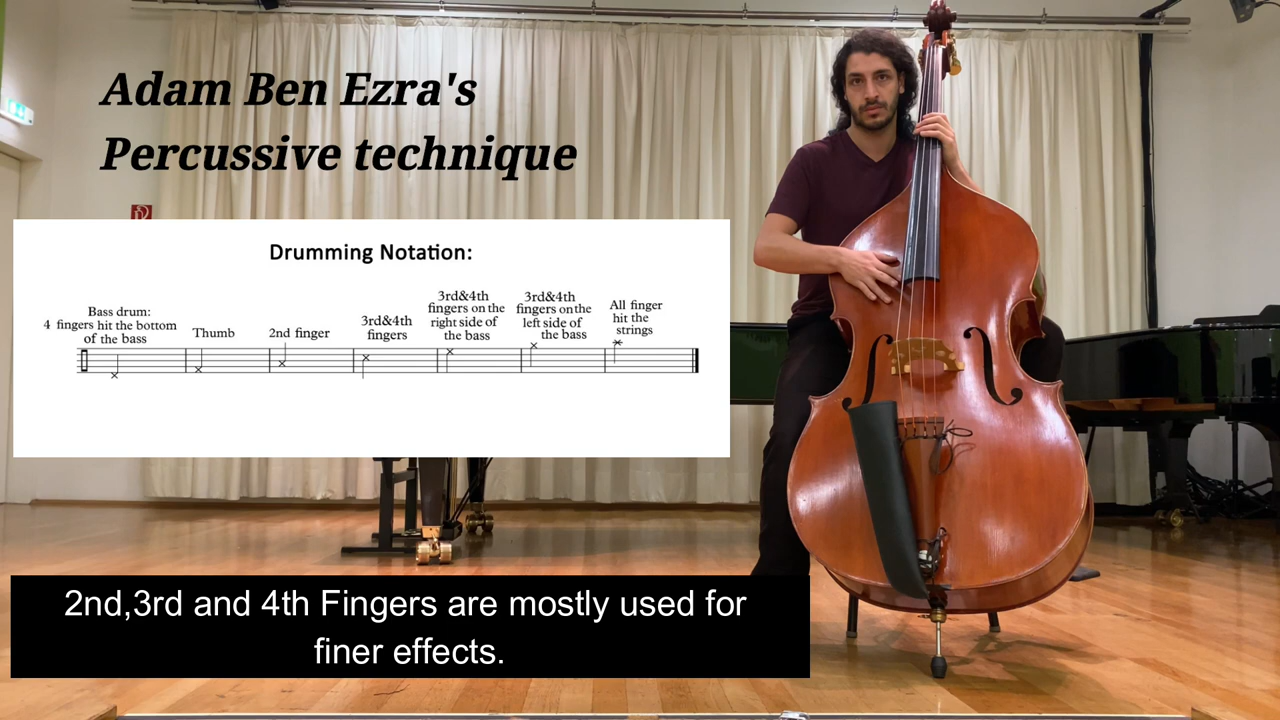 Adam Ben Ezra's
Percussive technique
Drumming Notation:
Bass drum:
4 fingers hit the bottom
of the bass
Thumb
2nd finger
3rd&4th
fingers
3rd&4th
fingers on the
right side of
the bass
3rd&4th
fingers on the
left side of
the bass
All finger
hit the
strings
2nd,3rd and 4th Fingers are mostly used for
finer effects.